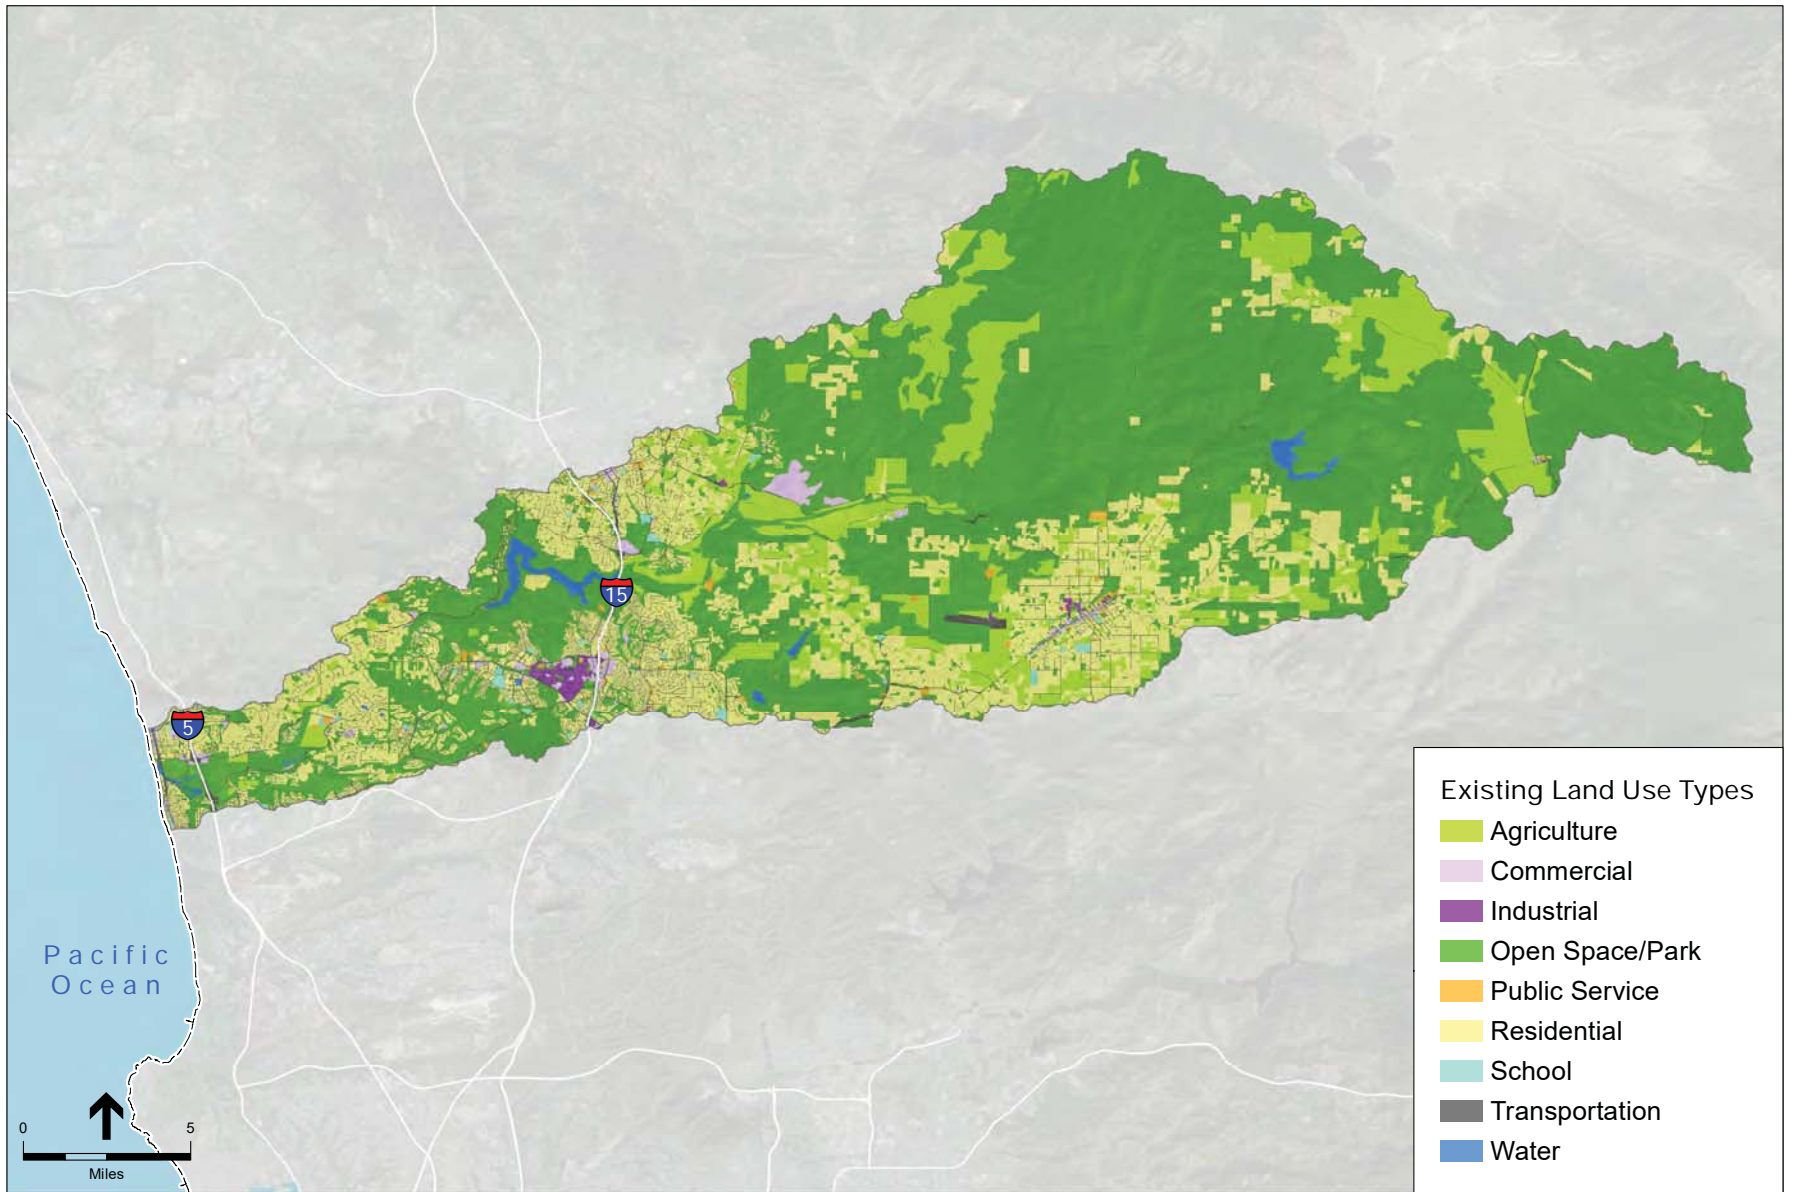 15
5
Pacific
Ocean
0 5
Miles
Existing Land Use Types
Agriculture
Commercial
Industrial
Open Space/Park
Public Service
Residential
School
Transportation
Water